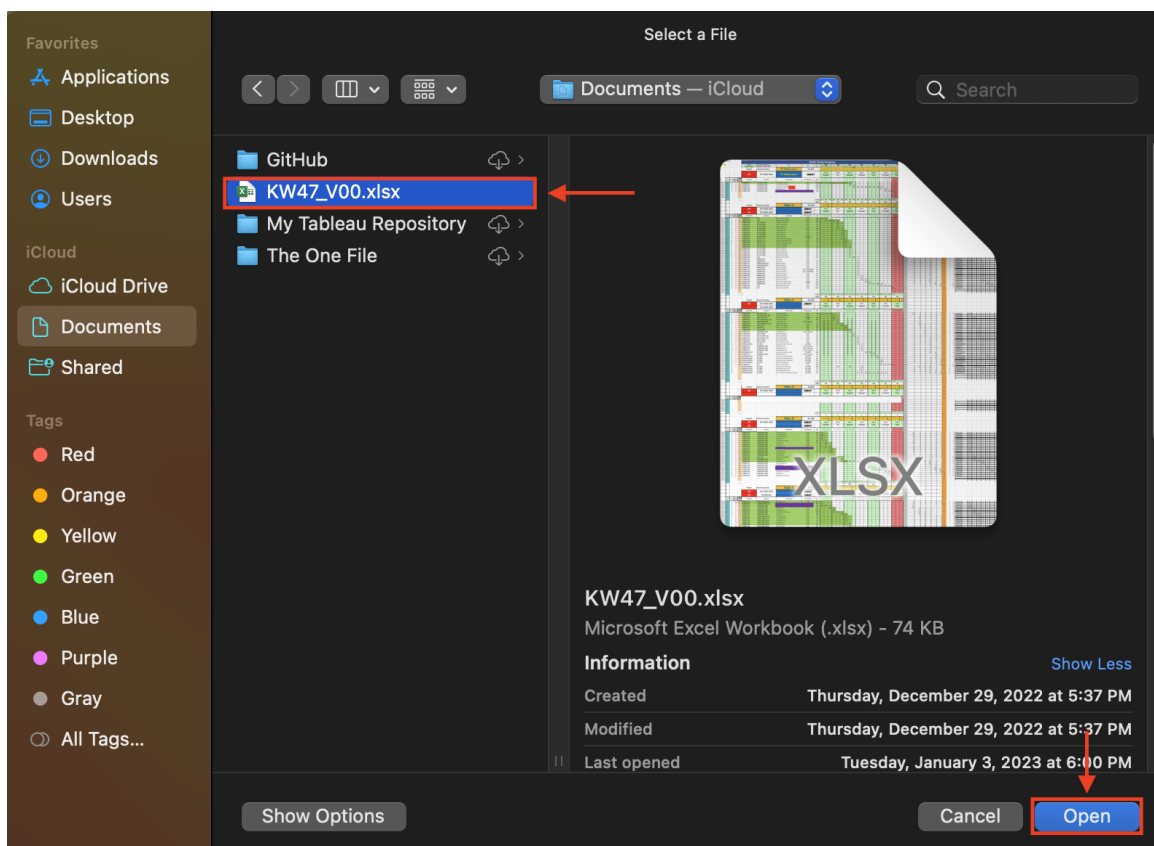 Select a File
Favorites
Applications
Desktop
Downloads
Users
iCloud
iCloud Drive
Documents
Shared
Tags
Red
Orange
Yellow
Green
Blue
Purple
Gray
All Tags...
Documents — iCloud
Search
GitHub
KW47_V00.xlsx
My Tableau Repository
The One File
XLSX
KW47_V00.xlsx
Microsoft Excel Workbook (.xlsx) - 74 KB
Information Show Less
Created Thursday, December 29, 2022 at 5:37 PM
Modified Thursday, December 29, 2022 at 5:37 PM
Last opened Tuesday, January 3, 2023 at 6:00 PM
Show Options
Cancel
Open